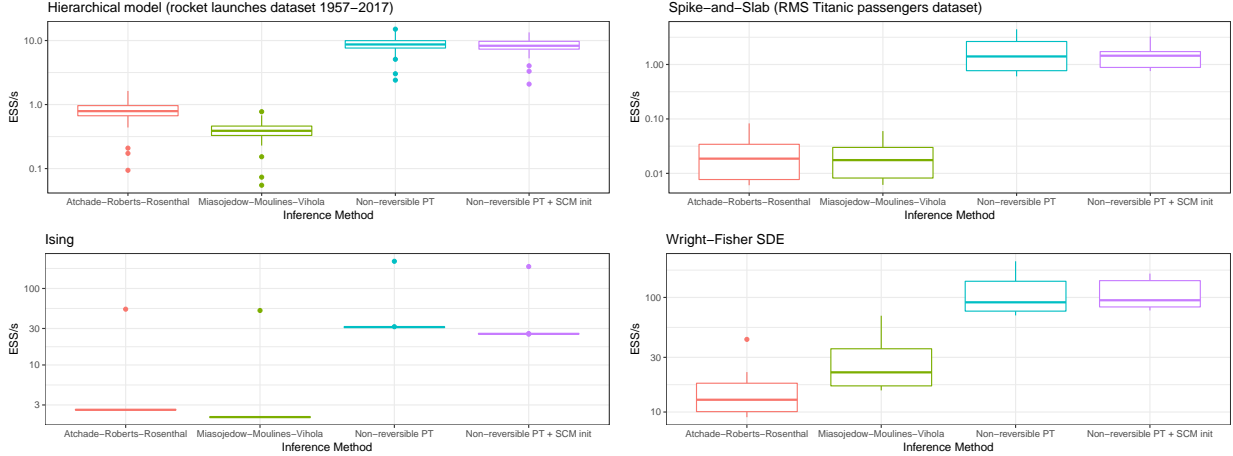 Hierarchical model (rocket launches dataset 1957−2017)
10.0
1.0
0.1
ESS/s
Atchade−Roberts−Rosenthal Miasojedow−Moulines−Vihola Non−reversible PT Non−reversible PT + SCM init
Inference Method
Spike−and−Slab (RMS Titanic passengers dataset)
1.00
0.10
0.01
ESS/s
Atchade−Roberts−Rosenthal Miasojedow−Moulines−Vihola Non−reversible PT Non−reversible PT + SCM init
Inference Method
Ising
100
30
10
3
ESS/s
Atchade−Roberts−Rosenthal Miasojedow−Moulines−Vihola Non−reversible PT Non−reversible PT + SCM init
Inference Method
Wright−Fisher SDE
100
30
10
ESS/s
Atchade−Roberts−Rosenthal Miasojedow−Moulines−Vihola Non−reversible PT Non−reversible PT + SCM init
Inference Method